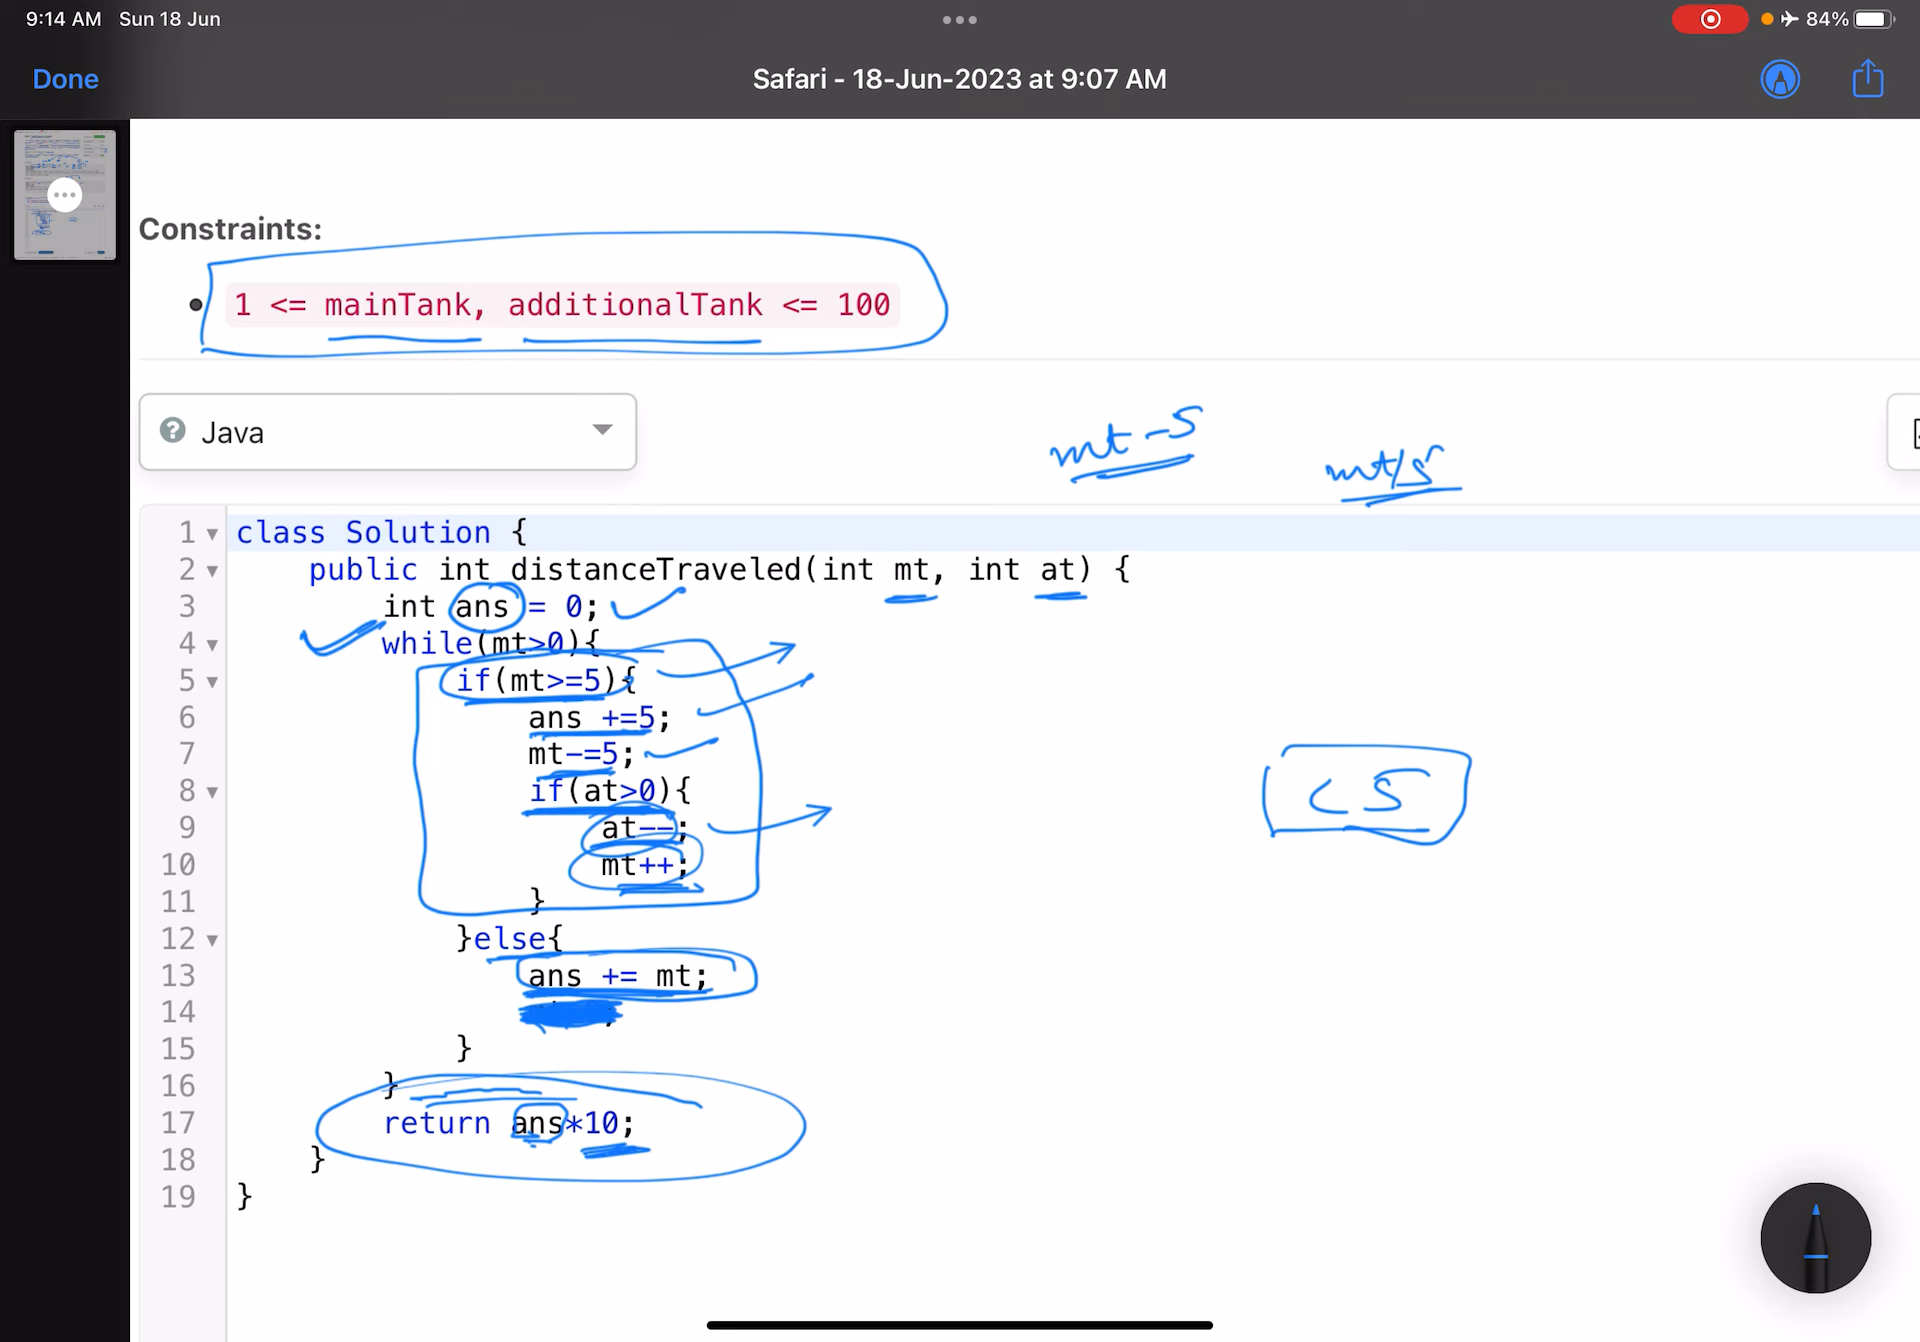 9:14 AM Sun 18 Jun
84%
Done
Safari - 18-Jun-2023 at 9:07 AM
Constraints:
1 <= mainTank, additionalTank <= 100
Java
mt-5
mt/5
1 class Solution {
2 public int distanceTraveled(int mt, int at) {
3 int ans = 0;
4 while(mt>0){
5 if(mt>=5){
6 ans +=5;
7 mt-=5;
8 if(at>0){
9 at--;
10 mt++;
11 }
12 }else{
13 ans += mt;
14
15 }
16 }
17 return ans*10;
18 }
19 }
< 5